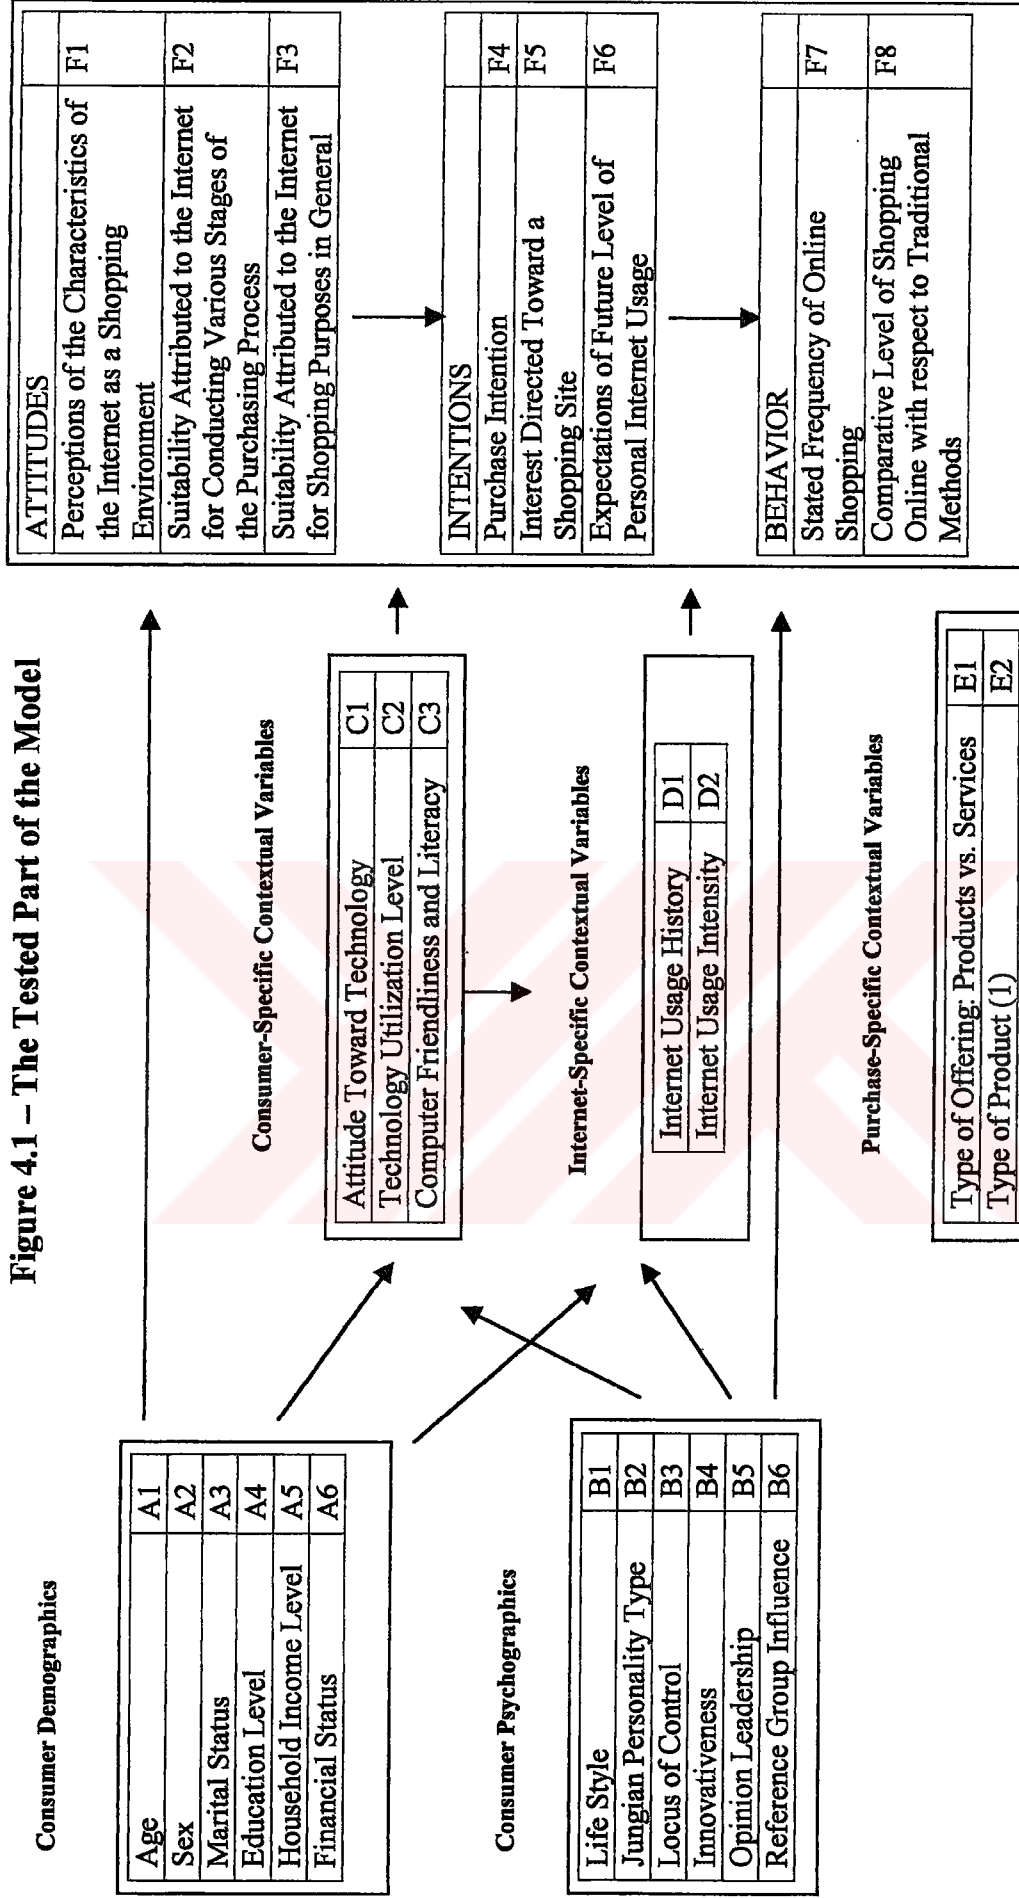 Figure 4.1 – The Tested Part of the Model
Consumer Demographics
Age A1
Sex A2
Marital Status A3
Education Level A4
Household Income Level A5
Financial Status A6
Consumer Psychographics
Life Style B1
Jungian Personality Type B2
Locus of Control B3
Innovativeness B4
Opinion Leadership B5
Reference Group Influence B6
Consumer-Specific Contextual Variables
Attitude Toward Technology C1
Technology Utilization Level C2
Computer Friendliness and Literacy C3
Internet-Specific Contextual Variables
Internet Usage History D1
Internet Usage Intensity D2
Purchase-Specific Contextual Variables
Type of Offering: Products vs. Services E1
Type of Product (1) E2
ATTITUDES
Perceptions of the Characteristics of F1
the Internet as a Shopping
Environment
Suitability Attributed to the Internet F2
for Conducting Various Stages of
the Purchasing Process
Suitability Attributed to the Internet F3
for Shopping Purposes in General
INTENTIONS
Purchase Intention F4
Interest Directed Toward a F5
Shopping Site
Expectations of Future Level of F6
Personal Internet Usage
BEHAVIOR
Stated Frequency of Online F7
Shopping
Comparative Level of Shopping F8
Online with respect to Traditional
Methods